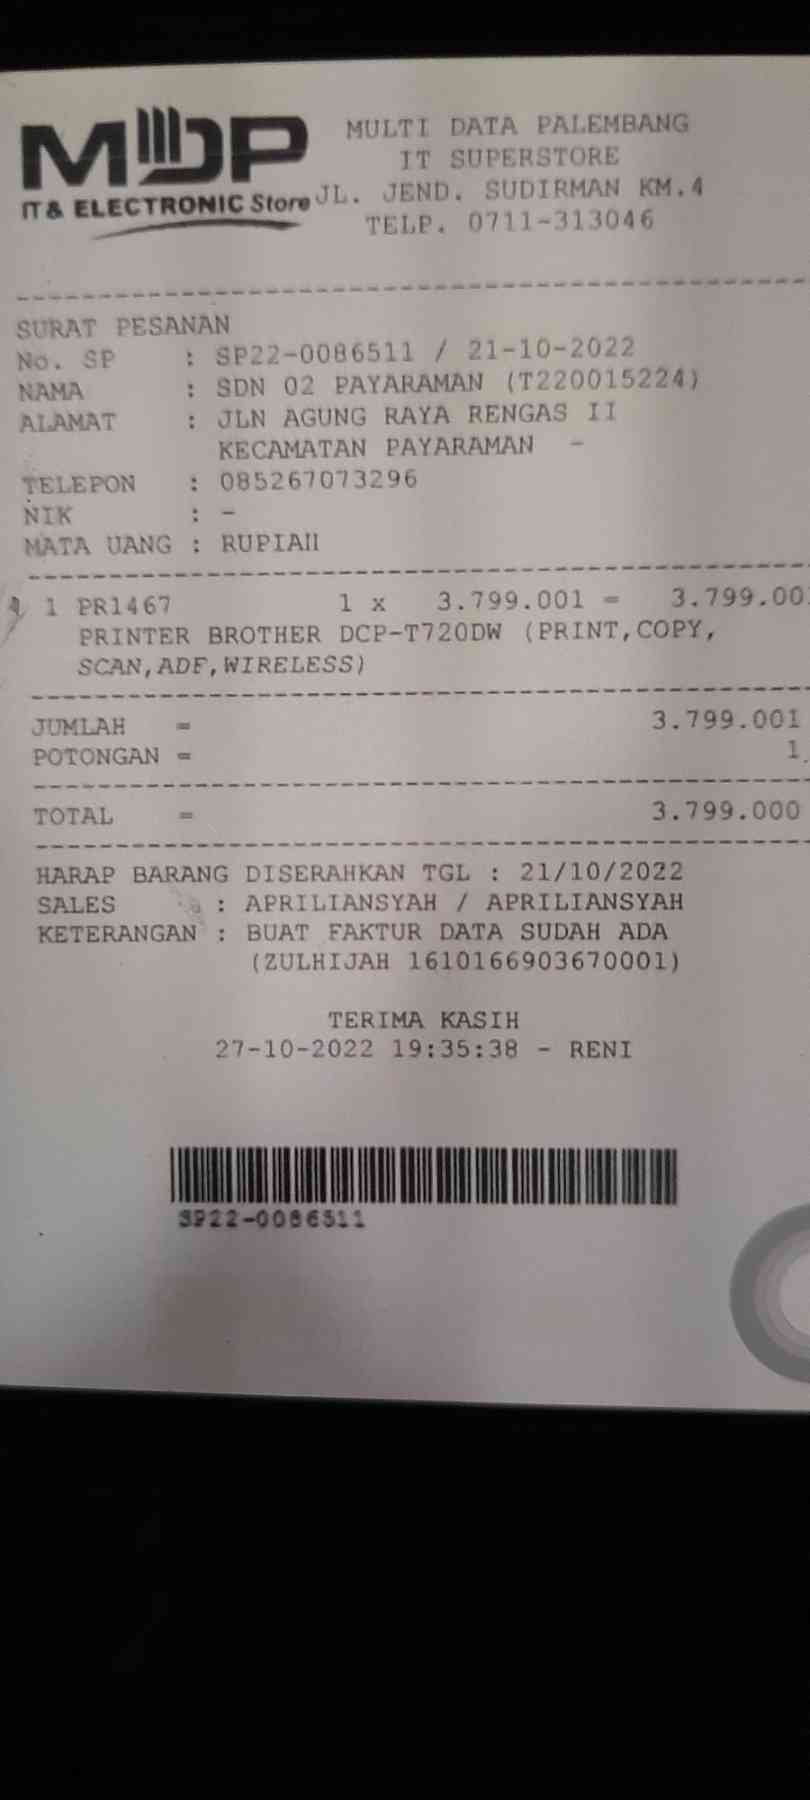 MDP
IT & ELECTRONIC Store
MULTI DATA PALEMBANG
IT SUPERSTORE
JL. JEND. SUDIRMAN KM.4
TELP. 0711-313046
SURAT PESANAN
No. SP : SP22-0086511 / 21-10-2022
NAMA : SDN 02 PAYARAMAN (T220015224)
ALAMAT : JLN AGUNG RAYA RENGAS II
KECAMATAN PAYARAMAN -
TELEPON : 085267073296
NIK : -
MATA UANG : RUPIAH
1 PR1467 1 x 3.799.001 = 3.799.001
PRINTER BROTHER DCP-T720DW (PRINT,COPY,
SCAN,ADF,WIRELESS)
JUMLAH = 3.799.001
POTONGAN = 1
TOTAL = 3.799.000
HARAP BARANG DISERAHKAN TGL : 21/10/2022
SALES : APRILIANSYAH / APRILIANSYAH
KETERANGAN : BUAT FAKTUR DATA SUDAH ADA
(ZULHIJAH 1610166903670001)
TERIMA KASIH
27-10-2022 19:35:38 - RENI
SP22-0086511